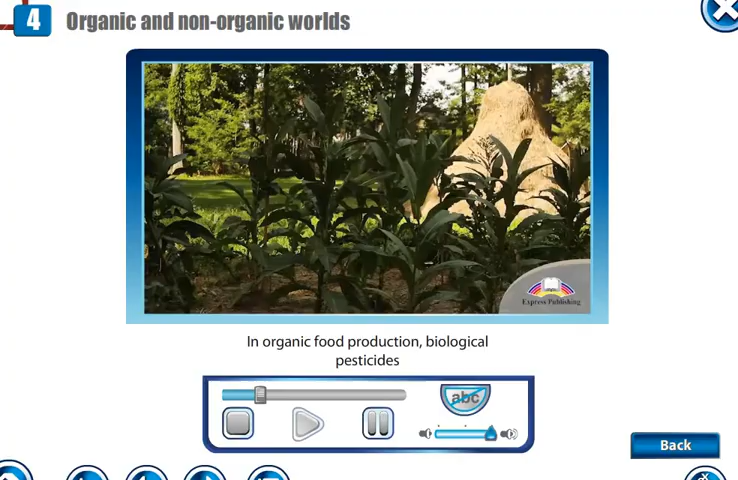 4 Organic and non-organic worlds
Express Publishing
In organic food production, biological
pesticides
abc
Back